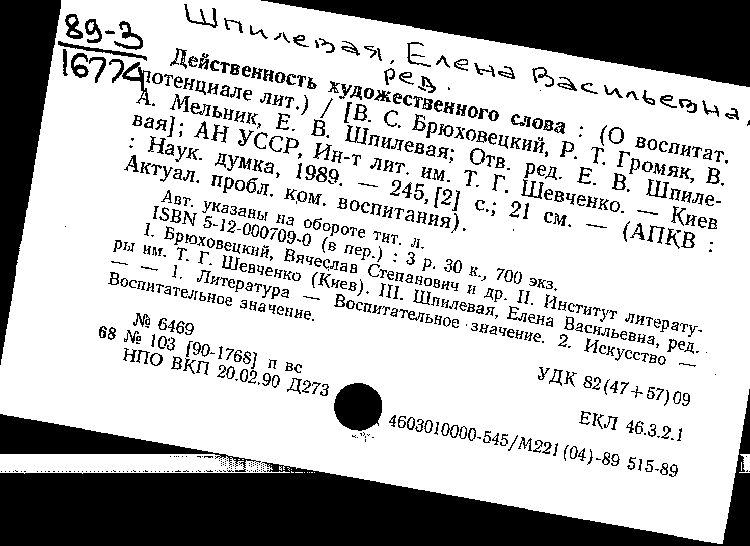 89-3
16774
Шпилевая, Елена Васильевна,
ред.
Действенность художественного слова : (О воспитат.
потенциале лит.) / [В. С. Брюховецкий, Р. Т. Громяк, В.
А. Мельник, Е. В. Шпилевая; Отв. ред. Е. В. Шпиле-
вая]; АН УССР, Ин-т лит. им. Т. Г. Шевченко. — Киев
: Наук. думка, 1989. — 245, [2] с.; 21 см. — (АПКВ :
Актуал. пробл. ком. воспитания).
Авт. указаны на обороте тит. л.
ISBN 5-12-000709-0 (в пер.) : 3 р. 30 к., 700 экз.
I. Брюховецкий, Вячеслав Степанович и др. II. Институт литерату-
ры им. Т. Г. Шевченко (Киев). III. Шпилевая, Елена Васильевна, ред.
— — 1. Литература — Воспитательное значение. 2. Искусство —
Воспитательное значение.
УДК 82(47+57)09
№ 6469
68 № 103 [90-1768] п вс
ЕКЛ 46.3.2.1
НПО ВКП 20.02.90 Д273
4603010000-545/М221(04)-89 515-89